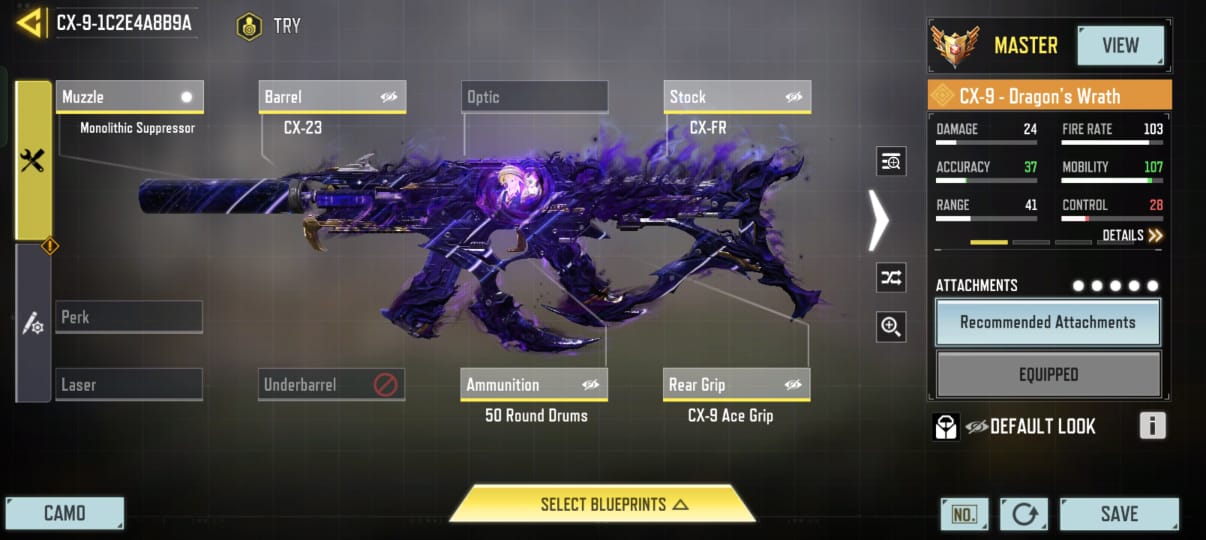 CX-9-1C2E4A8B9A
TRY
MASTER
VIEW
Muzzle
Monolithic Suppressor
Barrel
CX-23
Optic
Stock
CX-FR
CX-9 - Dragon's Wrath
DAMAGE 24
FIRE RATE 103
ACCURACY 37
MOBILITY 107
RANGE 41
CONTROL 28
DETAILS
ATTACHMENTS
Recommended Attachments
EQUIPPED
Perk
Laser
Underbarrel
Ammunition
50 Round Drums
Rear Grip
CX-9 Ace Grip
DEFAULT LOOK
i
CAMO
SELECT BLUEPRINTS
NO.
SAVE